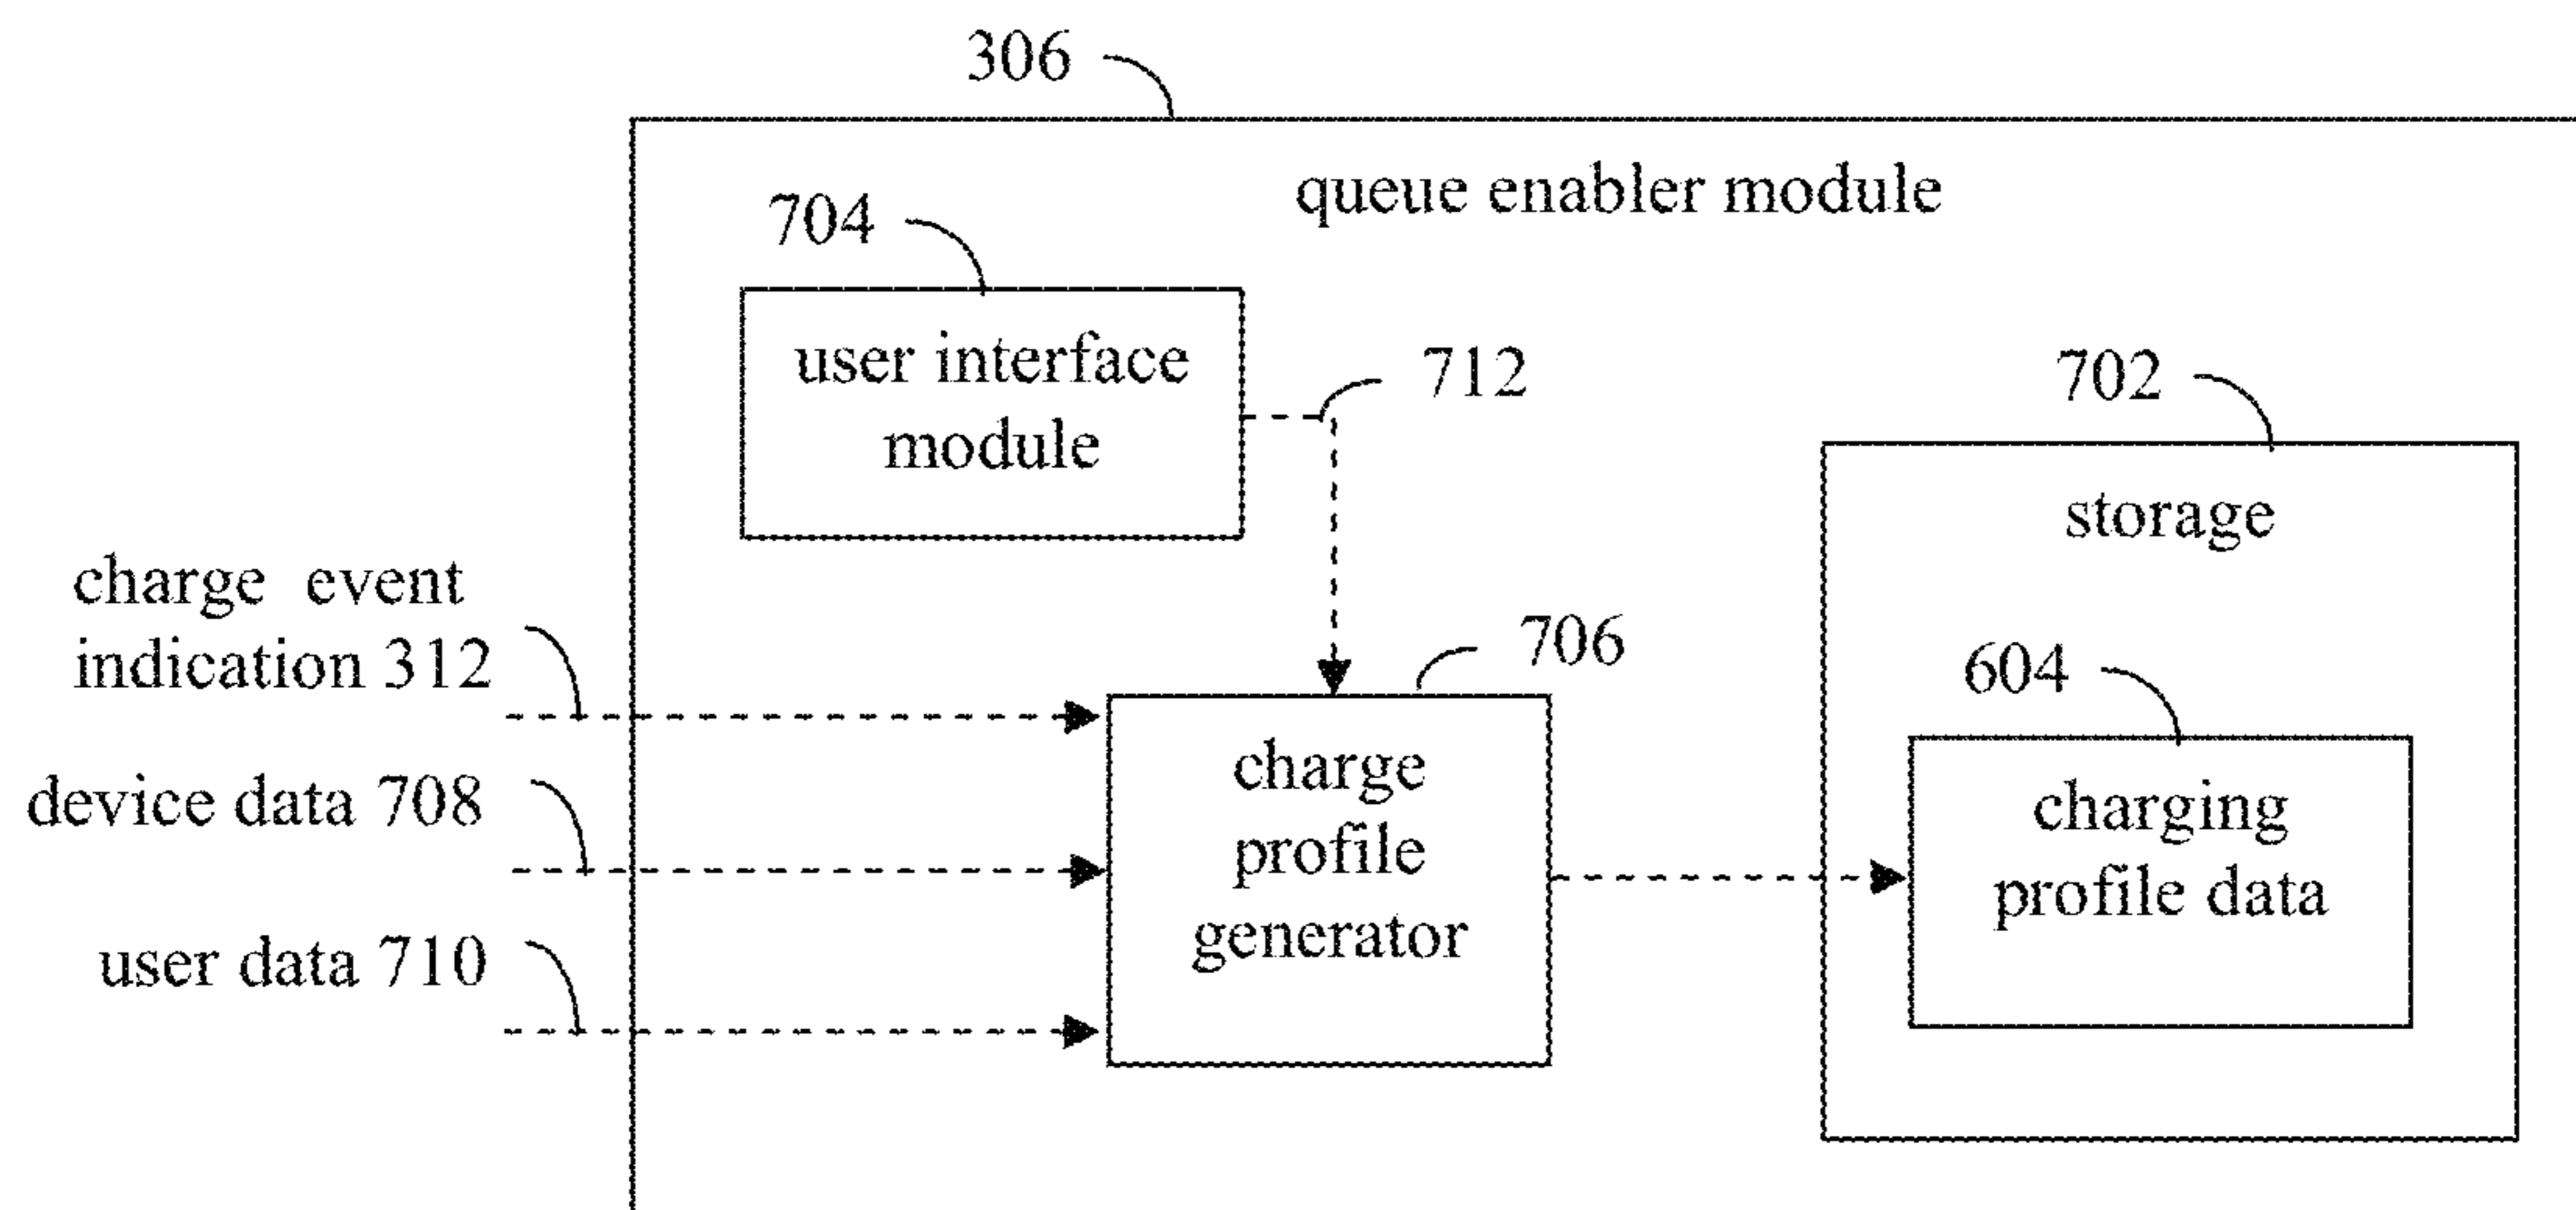 306
queue enabler module
704
user interface
module
712
702
storage
charge event
indication 312
706
604
device data 708
charge
profile
generator
charging
profile data
user data 710